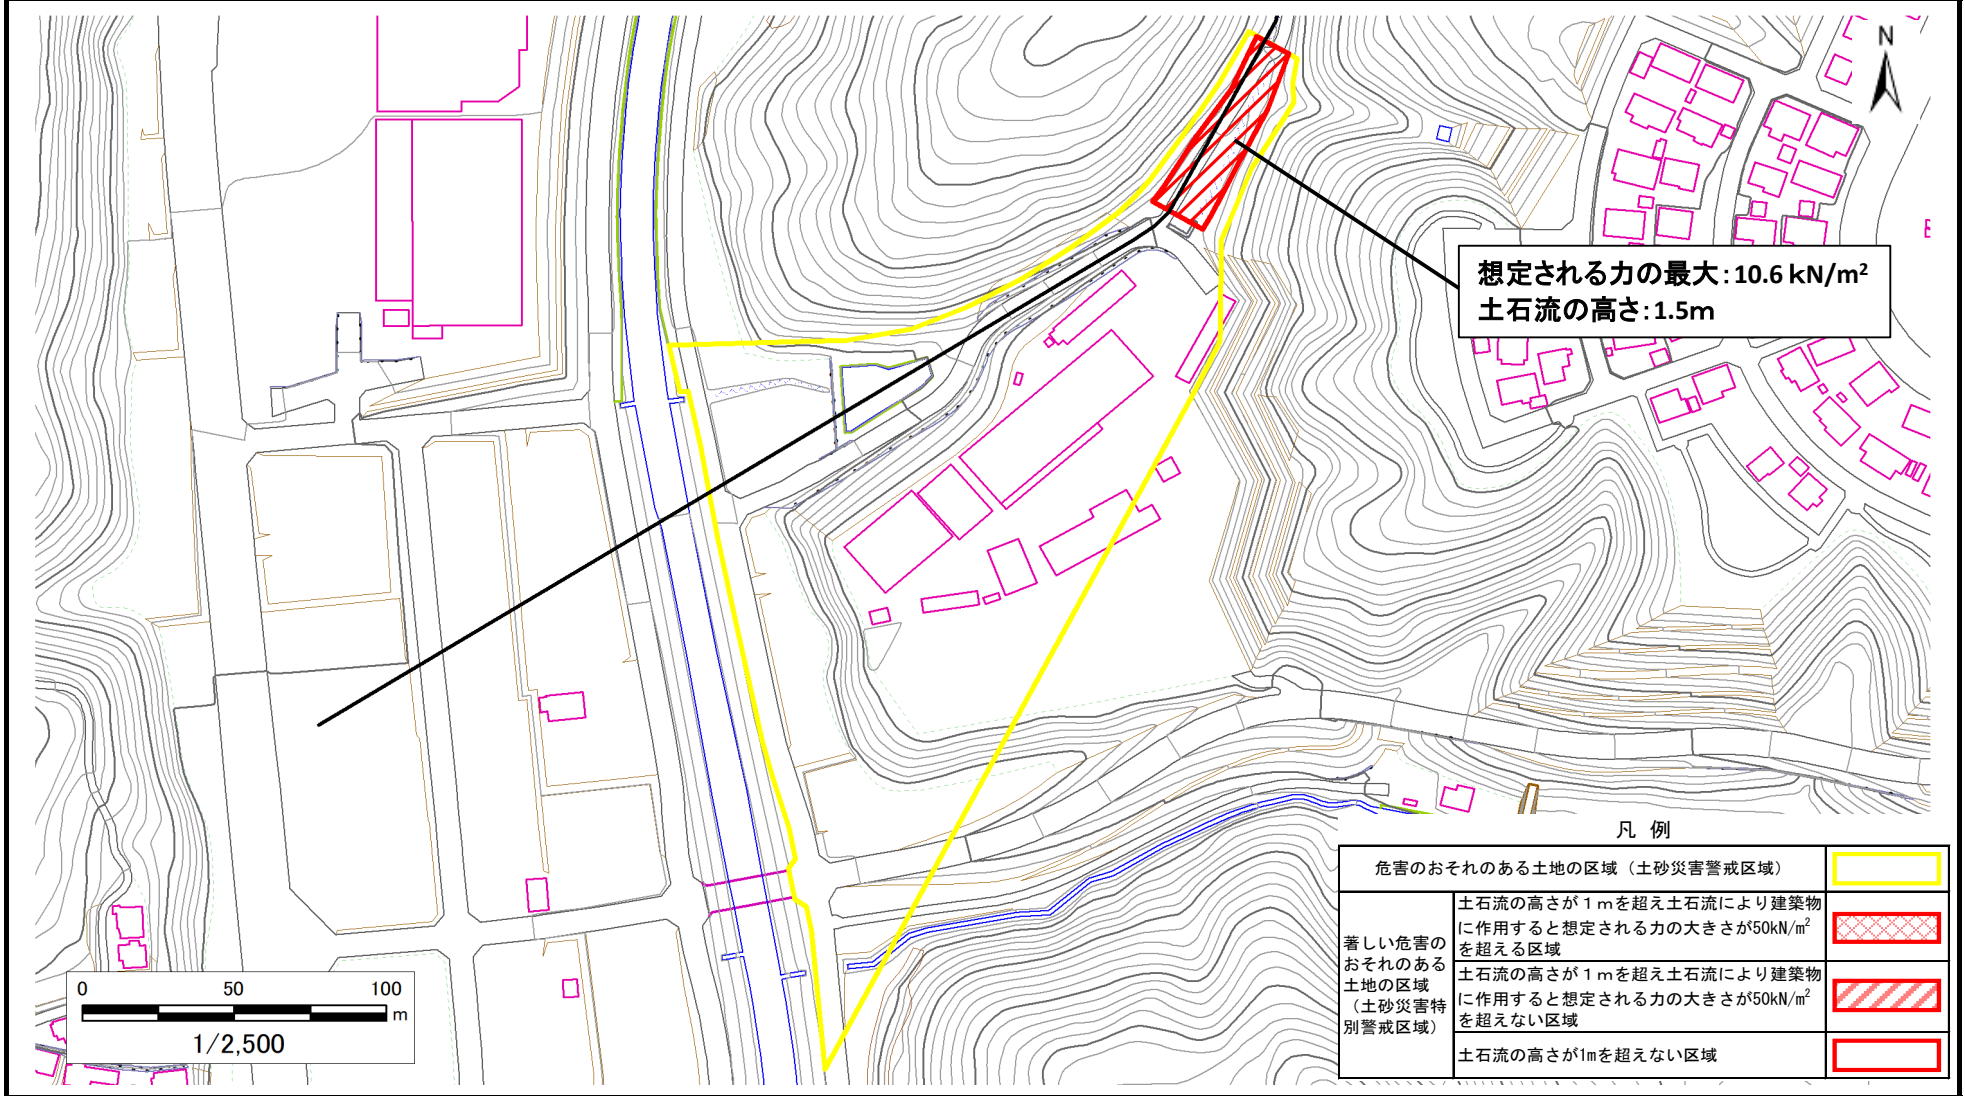 N
想定される力の最大：10.6 kN/m²
土石流の高さ：1.5m
凡 例
危害のおそれのある土地の区域（土砂災害警戒区域）
著しい危害の
おそれのある
土地の区域
（土砂災害特
別警戒区域）
土石流の高さが１ｍを超え土石流により建築物
に作用すると想定される力の大きさが50kN/m²
を超える区域
土石流の高さが１ｍを超え土石流により建築物
に作用すると想定される力の大きさが50kN/m²
を超えない区域
土石流の高さが1mを超えない区域
0 50 100
m
1/2,500